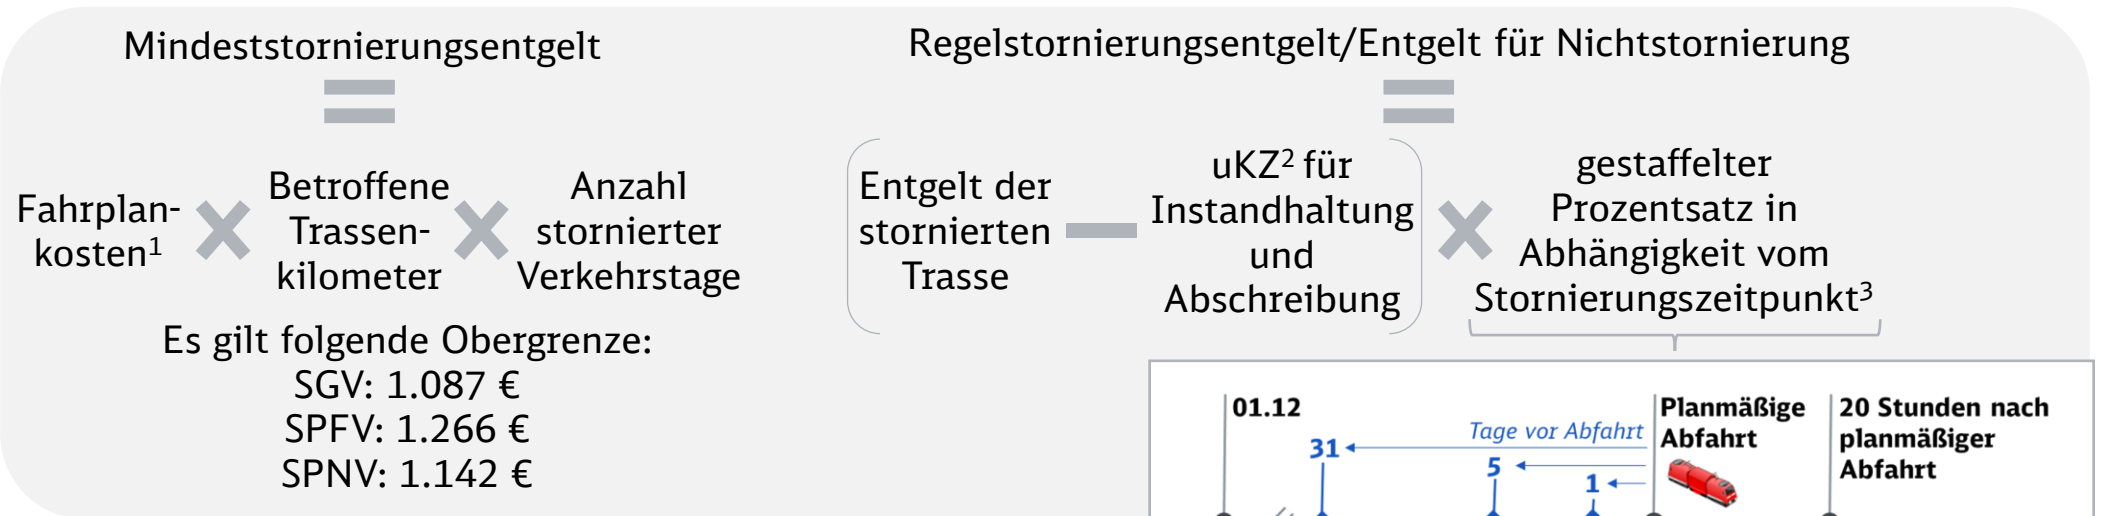 Mindeststornierungsentgelt
Fahrplan-
kosten¹
Betroffene
Trassen-
kilometer
Anzahl
stornierter
Verkehrstage
Es gilt folgende Obergrenze:
SGV: 1.087 €
SPFV: 1.266 €
SPNV: 1.142 €
Regelstornierungsentgelt/Entgelt für Nichtstornierung
Entgelt der
stornierten
Trasse
uKZ² für
Instandhaltung
und
Abschreibung
gestaffelter
Prozentsatz in
Abhängigkeit vom
Stornierungszeitpunkt³
01.12
31
Tage vor Abfahrt
5
1
Planmäßige
Abfahrt
20 Stunden nach
planmäßiger
Abfahrt